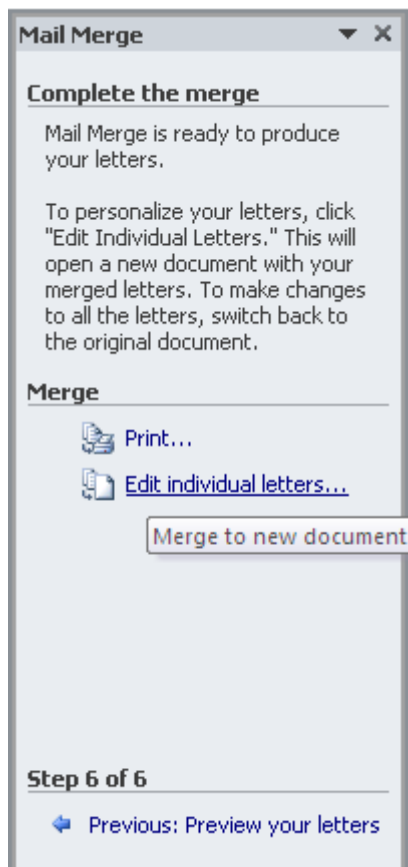 Mail Merge
Complete the merge
Mail Merge is ready to produce
your letters.
To personalize your letters, click
"Edit Individual Letters." This will
open a new document with your
merged letters. To make changes
to all the letters, switch back to
the original document.
Merge
Print...
Edit individual letters...
Merge to new document
Step 6 of 6
Previous: Preview your letters